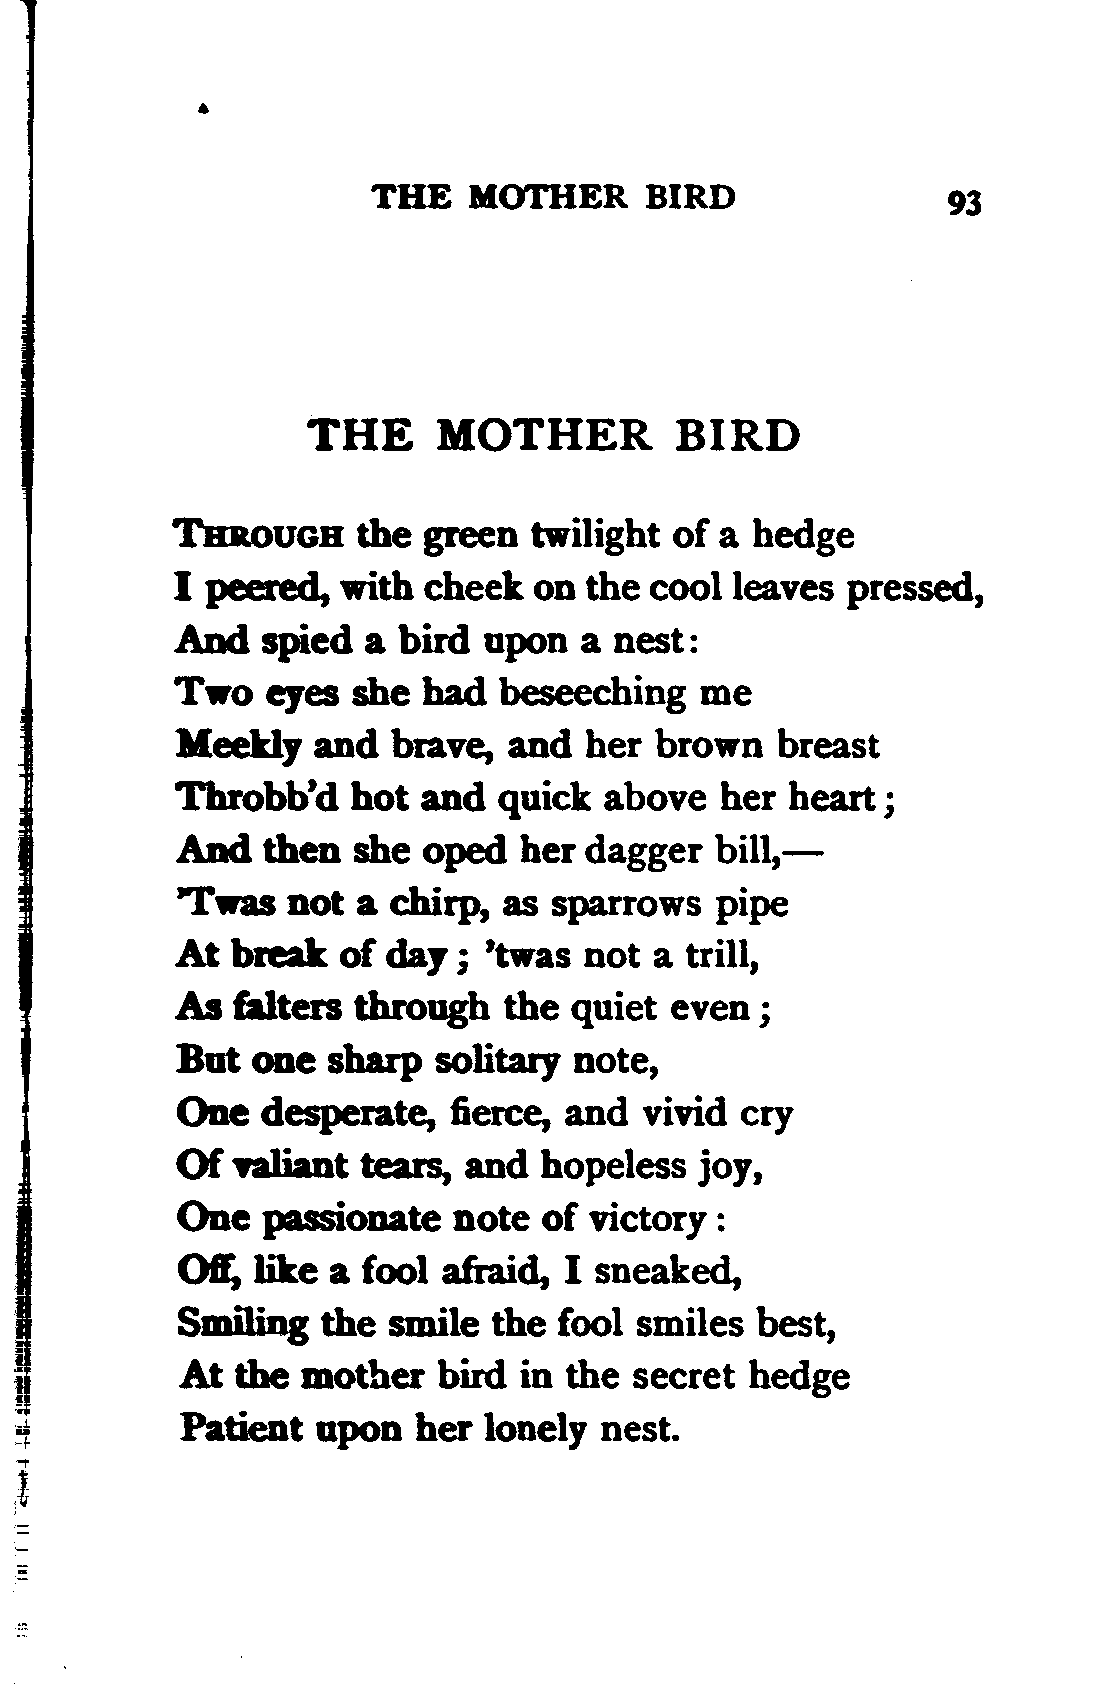 THE MOTHER BIRD 93
THE MOTHER BIRD
THROUGH the green twilight of a hedge
I peered, with cheek on the cool leaves pressed,
And spied a bird upon a nest:
Two eyes she had beseeching me
Meekly and brave, and her brown breast
Throbb'd hot and quick above her heart;
And then she oped her dagger bill,—
'Twas not a chirp, as sparrows pipe
At break of day; 'twas not a trill,
As falters through the quiet even;
But one sharp solitary note,
One desperate, fierce, and vivid cry
Of valiant tears, and hopeless joy,
One passionate note of victory:
Off, like a fool afraid, I sneaked,
Smiling the smile the fool smiles best,
At the mother bird in the secret hedge
Patient upon her lonely nest.